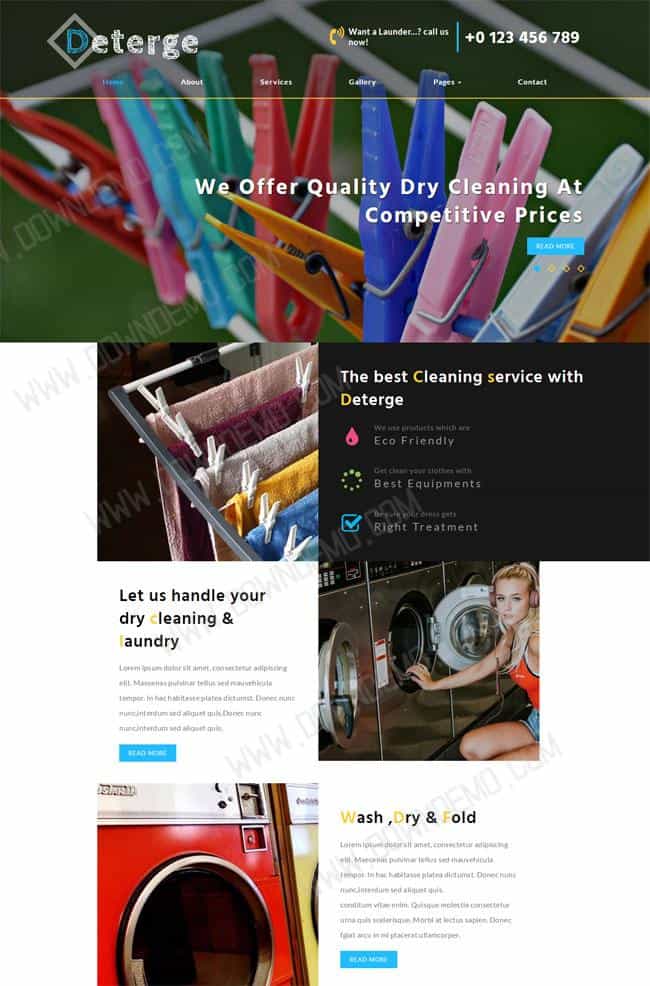 Deterge
Want a Launder...? call us
now!
+0 123 456 789
Home
About
Services
Gallery
Pages
Contact
We Offer Quality Dry Cleaning At
Competitive Prices
READ MORE
The best Cleaning service with
Deterge
We use products which are
Eco Friendly
Get clean your clothes with
Best Equipments
Be sure your dress gets
Right Treatment
Let us handle your
dry cleaning &
laundry
Lorem ipsum dolor sit amet, consectetur adipiscing
elit. Maecenas pulvinar tellus sed mauvehicula
tempor. In hac habitasse platea dictumst. Donec nunc
nunc,interdum sed aliquet quis.Donec nunc
nunc,interdum sed aliquet quis.
READ MORE
Wash ,Dry & Fold
Lorem ipsum dolor sit amet, consectetur adipiscing
elit. Maecenas pulvinar tellus sed mauvehicula
tempor. In hac habitasse platea dictumst. Donec nunc
nunc,interdum sed aliquet quis.
conditum vitae enim. Quisque molestie consectetur
urna quis scelerisque. Morbi at lectus sapien. Donec
fgiat arcu in mi placerat ullamcorper.
READ MORE
WWW.DOWNDEMO.COM
WWW.DOWNDEMO.COM
WWW.DOWNDEMO.COM
WWW.DOWNDEMO.COM